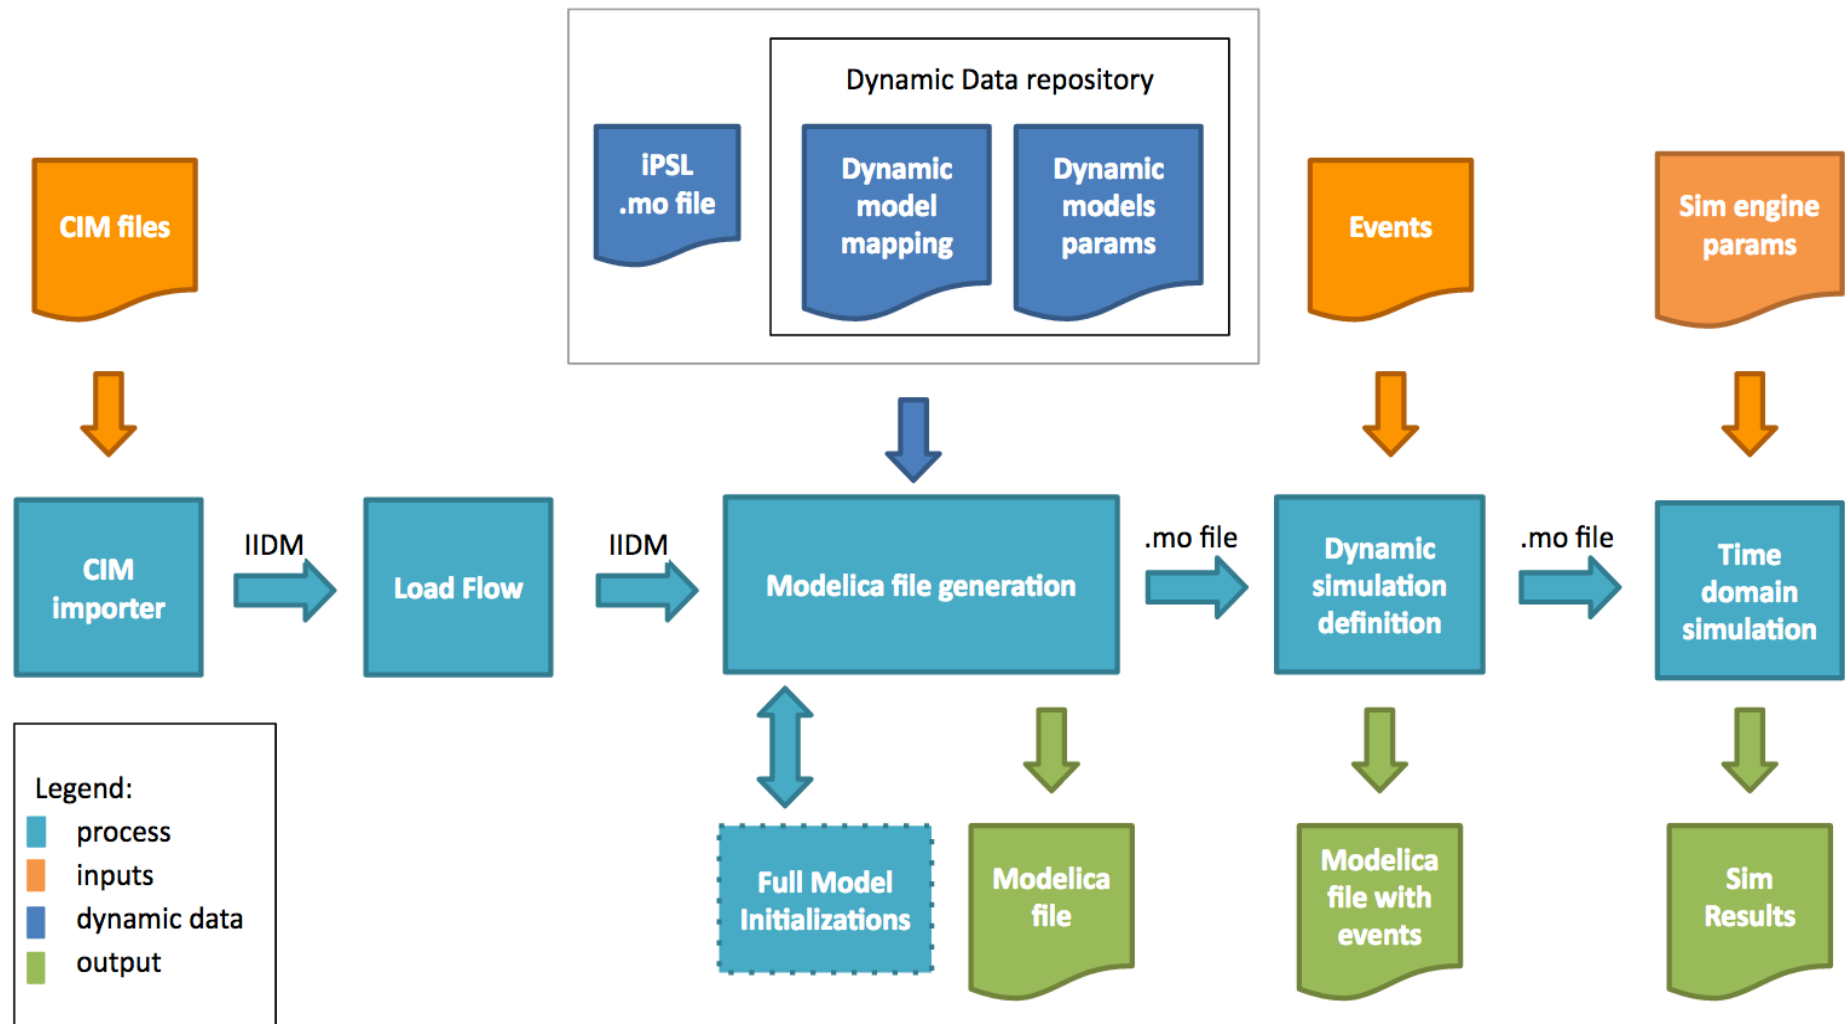 Dynamic Data repository
CIM files
iPSL
.mo file
Dynamic
model
mapping
Dynamic
models
params
Events
Sim engine
params
CIM
importer
IIDM
Load Flow
IIDM
Modelica file generation
.mo file
Dynamic
simulation
definition
.mo file
Time
domain
simulation
Legend:
process
inputs
dynamic data
output
Full Model
Initializations
Modelica
file
Modelica
file with
events
Sim
Results